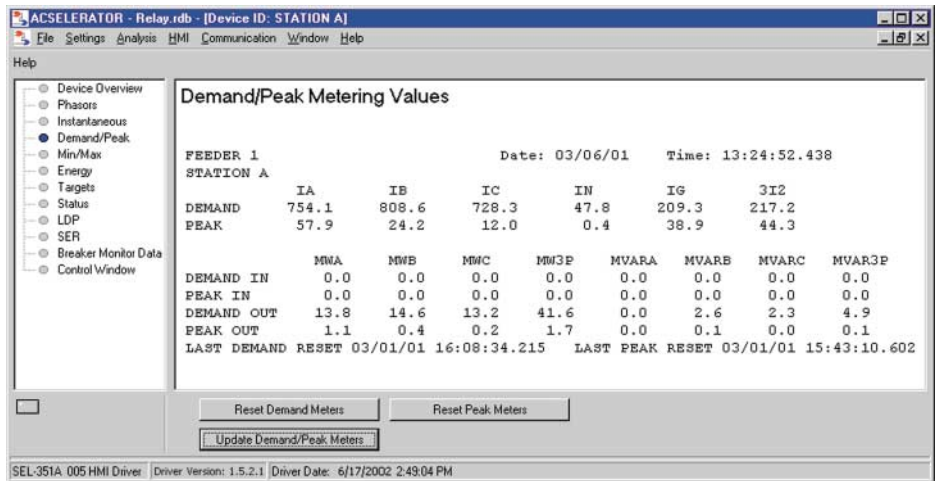 ACSELERATOR - Relay.rdb - [Device ID: STATION A]
File Settings Analysis HMI Communication Window Help
Help
Device Overview
Phasors
Instantaneous
Demand/Peak
Min/Max
Energy
Targets
Status
LDP
SER
Breaker Monitor Data
Control Window
Demand/Peak Metering Values
FEEDER 1 Date: 03/06/01 Time: 13:24:52.438
STATION A
IA IB IC IN IG 3I2
DEMAND 754.1 808.6 728.3 47.8 209.3 217.2
PEAK 57.9 24.2 12.0 0.4 38.9 44.3
MWA MWB MWC MW3P MVARA MVARB MVARC MVAR3P
DEMAND IN 0.0 0.0 0.0 0.0 0.0 0.0 0.0 0.0
PEAK IN 0.0 0.0 0.0 0.0 0.0 0.0 0.0 0.0
DEMAND OUT 13.8 14.6 13.2 41.6 0.0 2.6 2.3 4.9
PEAK OUT 1.1 0.4 0.2 1.7 0.0 0.1 0.0 0.1
LAST DEMAND RESET 03/01/01 16:08:34.215 LAST PEAK RESET 03/01/01 15:43:10.602
Reset Demand Meters Reset Peak Meters
Update Demand/Peak Meters
SEL-351A 005 HMI Driver Driver Version: 1.5.2.1 Driver Date: 6/17/2002 2:49:04 PM